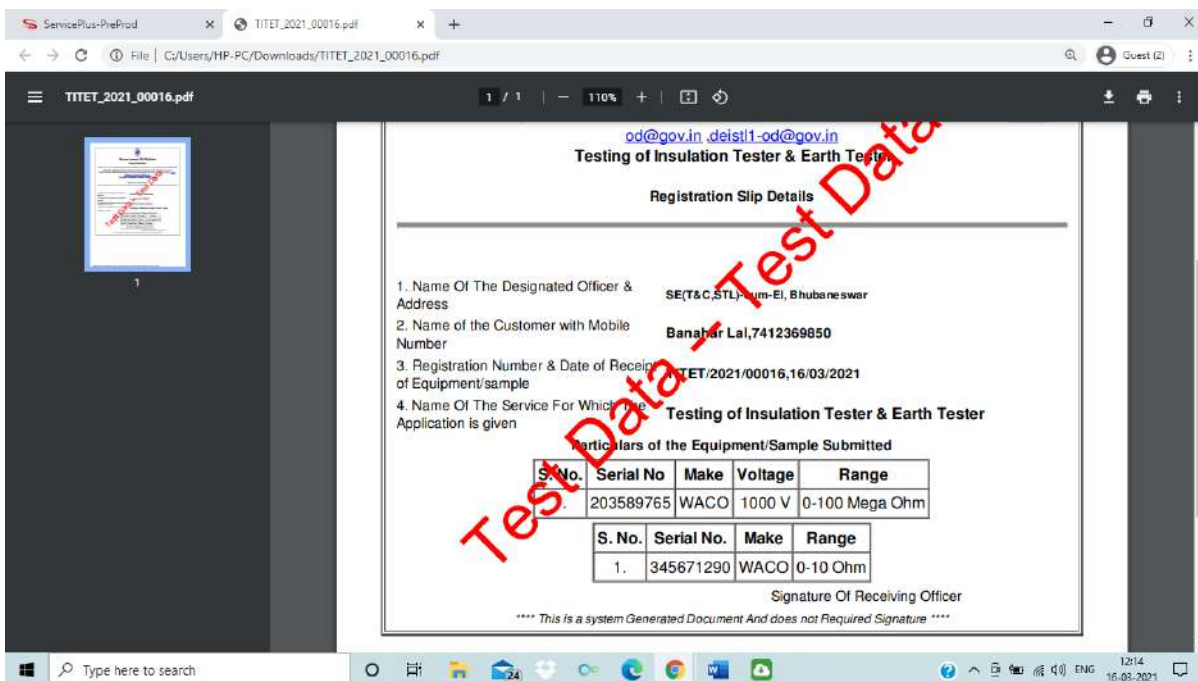 ServicePlus-PreProd
TITET_2021_00016.pdf
File | C:/Users/HP-PC/Downloads/TITET_2021_00016.pdf
Guest (2)
TITET_2021_00016.pdf
1 / 1
110%
1
od@gov.in ,deistl1-od@gov.in
Testing of Insulation Tester & Earth Tester
Registration Slip Details
1. Name Of The Designated Officer &
Address
SE(T&C,STL)-cum-EI, Bhubaneswar
2. Name of the Customer with Mobile
Number
Banahar Lal,7412369850
3. Registration Number & Date of Receipt
of Equipment/sample
TITET/2021/00016,16/03/2021
4. Name Of The Service For Which The
Application is given
Testing of Insulation Tester & Earth Tester
Particulars of the Equipment/Sample Submitted
S. No. Serial No Make Voltage Range
203589765 WACO 1000 V 0-100 Mega Ohm
S. No. Serial No. Make Range
1. 345671290 WACO 0-10 Ohm
Signature Of Receiving Officer
**** This is a system Generated Document And does not Required Signature ****
Test Data -- Test Data
Type here to search
24
ENG
12:14
16-03-2021